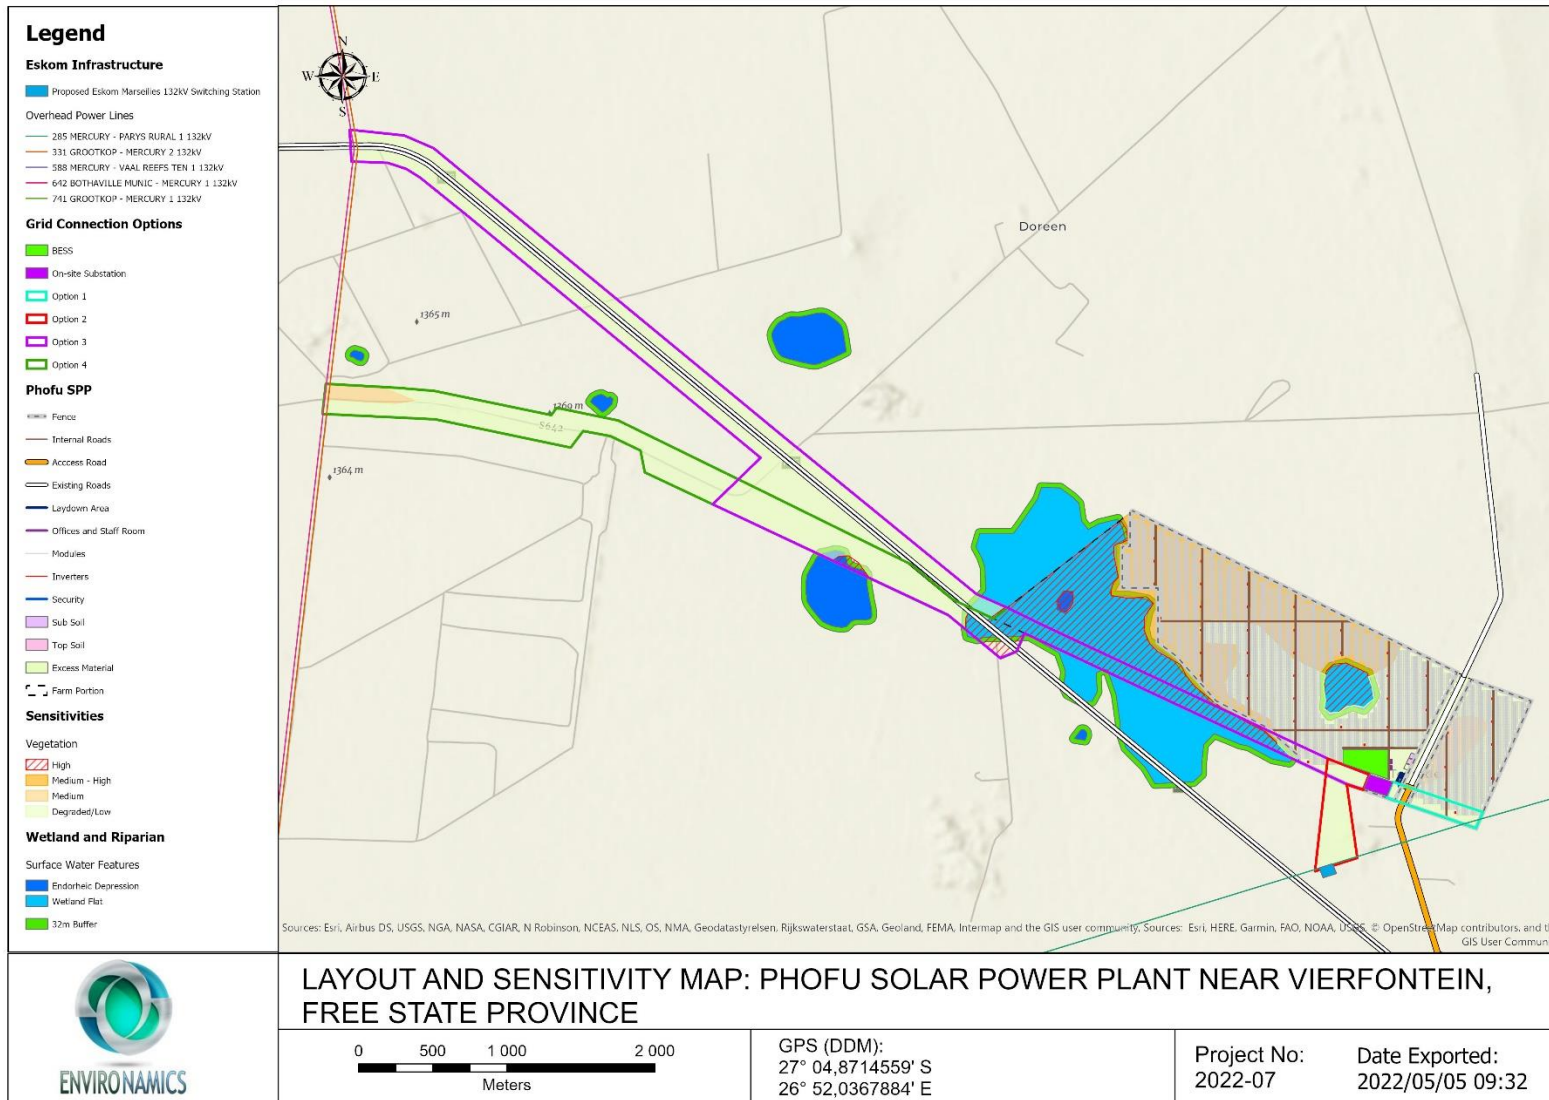 Legend
Eskom Infrastructure
Proposed Eskom Marseilles 132kV Switching Station
Overhead Power Lines
285 MERCURY - PARYS RURAL 1 132kV
331 GROOTKOP - MERCURY 2 132kV
588 MERCURY - VAAL REEFS TEN 1 132kV
642 BOTHAVILLE MUNIC - MERCURY 1 132kV
741 GROOTKOP - MERCURY 1 132kV
Grid Connection Options
BESS
On-site Substation
Option 1
Option 2
Option 3
Option 4
Phofu SPP
Fence
Internal Roads
Acccess Road
Existing Roads
Laydown Area
Offices and Staff Room
Modules
Inverters
Security
Sub Soil
Top Soil
Excess Material
Farm Portion
Sensitivities
Vegetation
High
Medium - High
Medium
Degraded/Low
Wetland and Riparian
Surface Water Features
Endorheic Depression
Wetland Flat
32m Buffer
N
W E
S
Doreen
1365 m
1369 m
S642
1364 m
Sources: Esri, Airbus DS, USGS, NGA, NASA, CGIAR, N Robinson, NCEAS, NLS, OS, NMA, Geodatastyrelsen, Rijkswaterstaat, GSA, Geoland, FEMA, Intermap and the GIS user community, Sources: Esri, HERE, Garmin, FAO, NOAA, USGS, © OpenStreetMap contributors, and t
GIS User Commun
ENVIRONAMICS
LAYOUT AND SENSITIVITY MAP: PHOFU SOLAR POWER PLANT NEAR VIERFONTEIN,
FREE STATE PROVINCE
0 500 1 000 2 000
Meters
GPS (DDM):
27° 04,8714559' S
26° 52,0367884' E
Project No:
2022-07
Date Exported:
2022/05/05 09:32